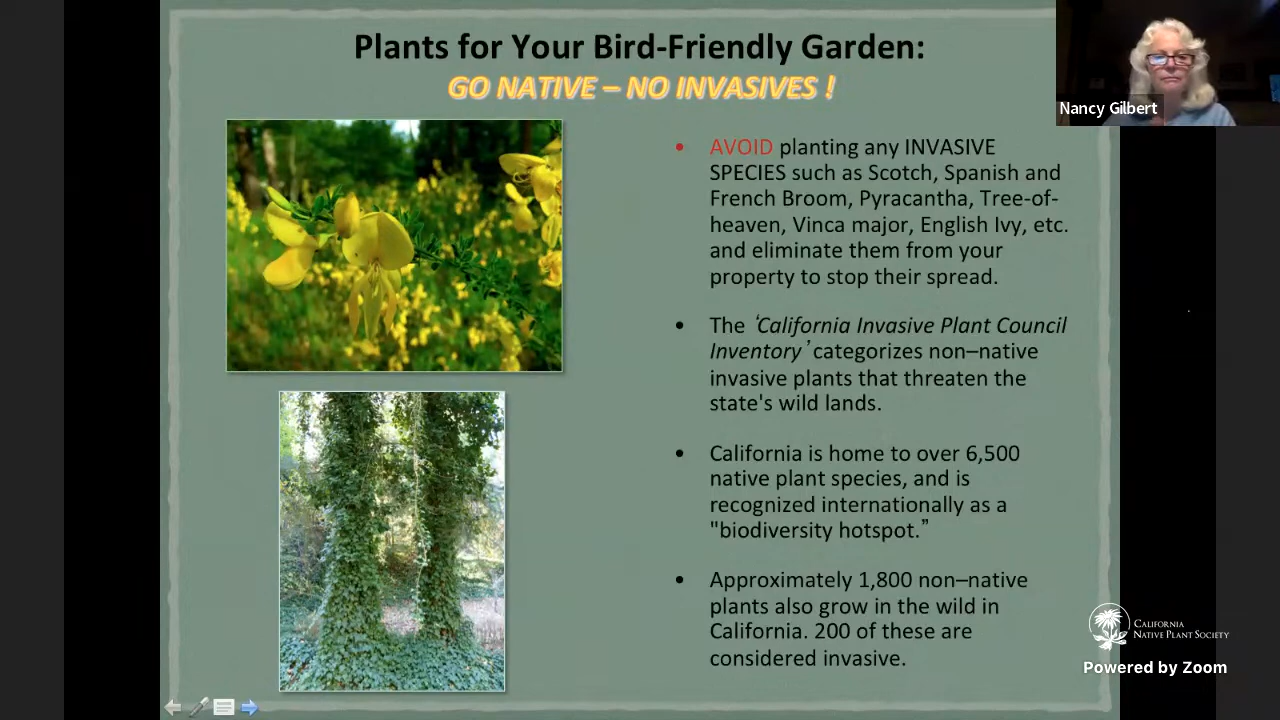 Plants for Your Bird-Friendly Garden:
GO NATIVE – NO INVASIVES !
Nancy Gilbert
• AVOID planting any INVASIVE
SPECIES such as Scotch, Spanish and
French Broom, Pyracantha, Tree-of-
heaven, Vinca major, English Ivy, etc.
and eliminate them from your
property to stop their spread.
• The ‘California Invasive Plant Council
Inventory’ categorizes non–native
invasive plants that threaten the
state's wild lands.
• California is home to over 6,500
native plant species, and is
recognized internationally as a
"biodiversity hotspot.”
• Approximately 1,800 non–native
plants also grow in the wild in
California. 200 of these are
considered invasive.
CALIFORNIA
NATIVE PLANT SOCIETY
Powered by Zoom